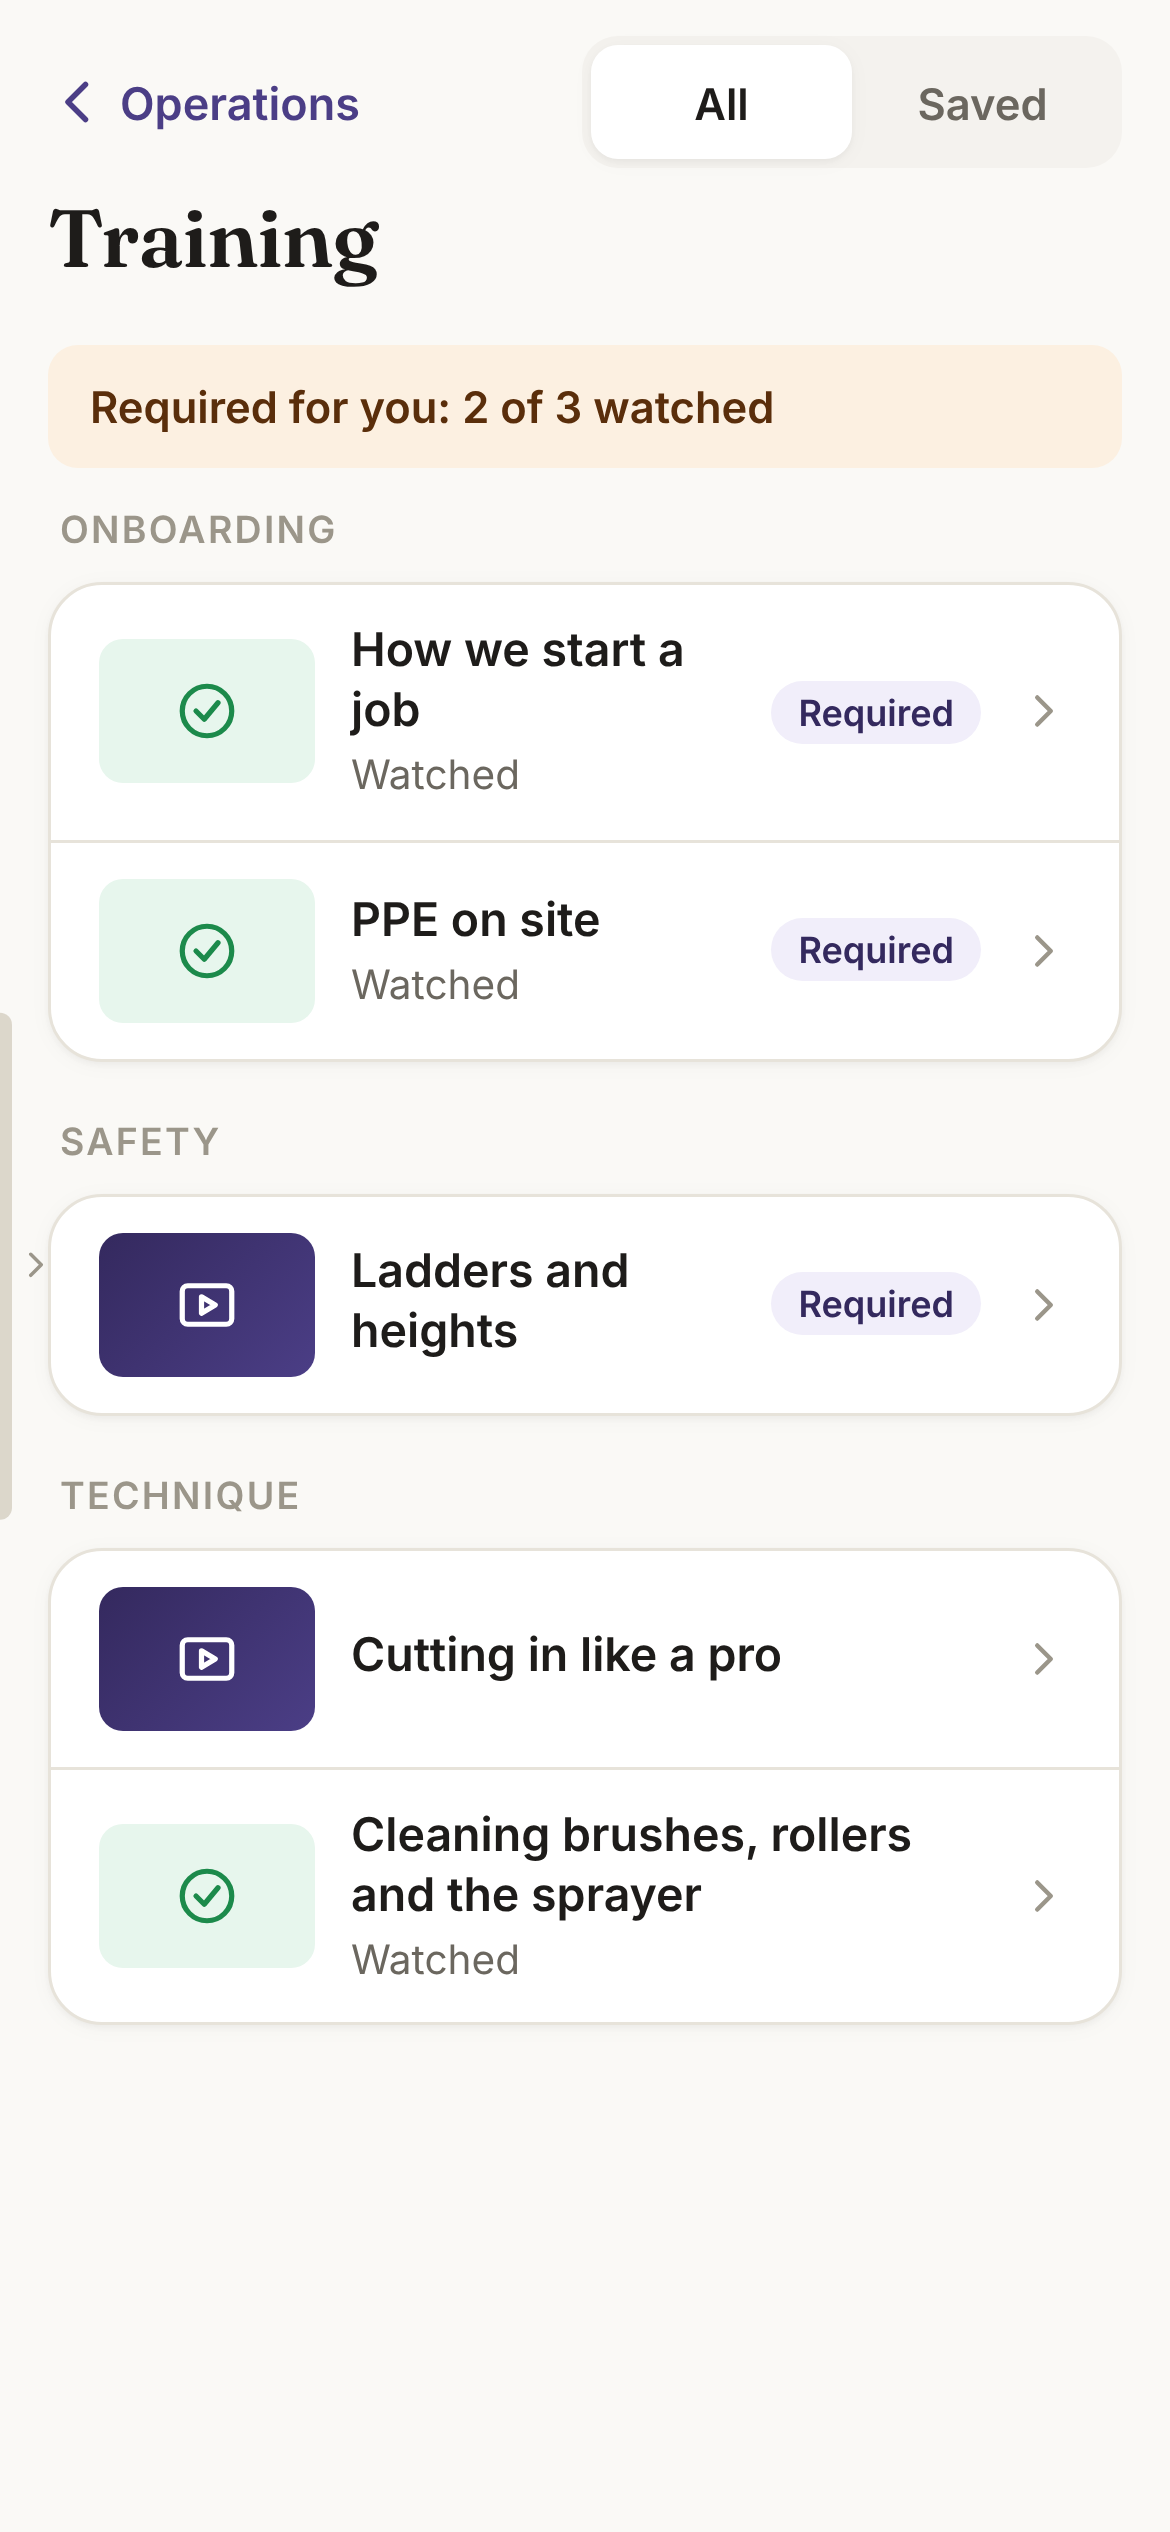 Operations
All
Saved
Training
Required for you: 2 of 3 watched
ONBOARDING
How we start a
job
Watched
Required
PPE on site
Watched
Required
SAFETY
Ladders and
heights
Required
TECHNIQUE
Cutting in like a pro
Cleaning brushes, rollers
and the sprayer
Watched